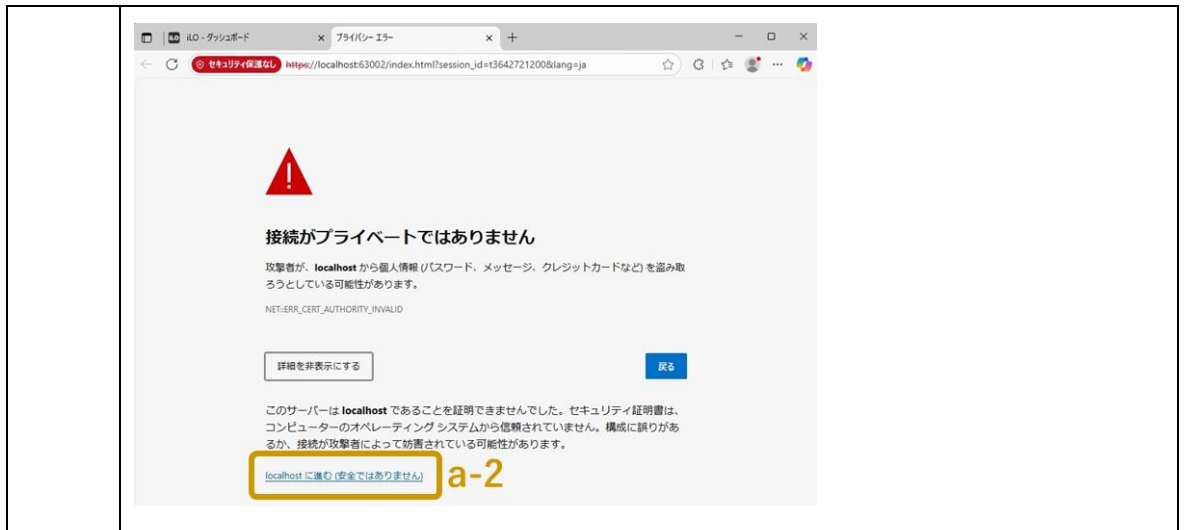 iLO - ダッシュボード
プライバシー エラー
セキュリティ保護なし https://localhost:63002/index.html?session_id=t3642721200&lang=ja
接続がプライベートではありません
攻撃者が、localhost から個人情報 (パスワード、メッセージ、クレジットカードなど) を盗み取
ろうとしている可能性があります。
NET::ERR_CERT_AUTHORITY_INVALID
詳細を非表示にする
戻る
このサーバーは localhost であることを証明できませんでした。セキュリティ証明書は、
コンピューターのオペレーティング システムから信頼されていません。構成に誤りがあ
るか、接続が攻撃者によって妨害されている可能性があります。
localhost に進む (安全ではありません)
a-2